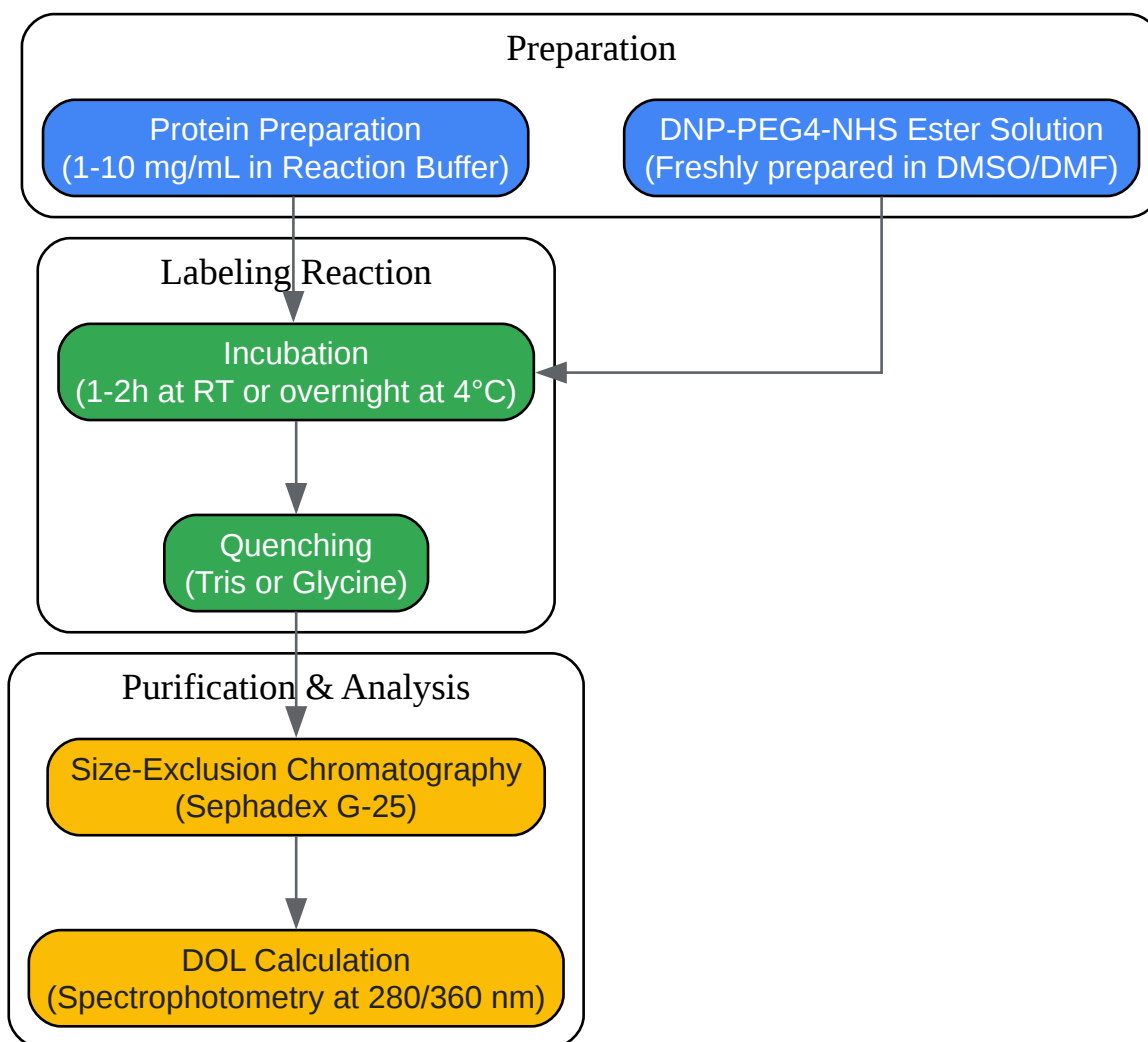 Preparation
Protein Preparation
(1-10 mg/mL in Reaction Buffer)
DNP-PEG4-NHS Ester Solution
(Freshly prepared in DMSO/DMF)
Labeling Reaction
Incubation
(1-2h at RT or overnight at 4°C)
Quenching
(Tris or Glycine)
Purification & Analysis
Size-Exclusion Chromatography
(Sephadex G-25)
DOL Calculation
(Spectrophotometry at 280/360 nm)